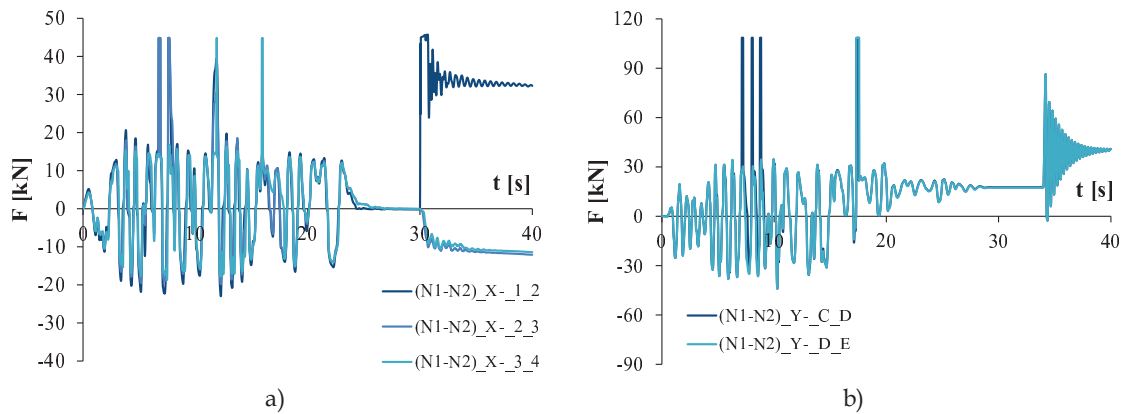 50
40
30
20
10
0
-10
-20
-30
-40
F [kN]
0
10
20
30
40
t [s]
(N1-N2)_X-_1_2
(N1-N2)_X-_2_3
(N1-N2)_X-_3_4
a)
120
90
60
30
0
-30
-60
-90
F [kN]
0
10
20
30
40
t [s]
(N1-N2)_Y-_C_D
(N1-N2)_Y-_D_E
b)